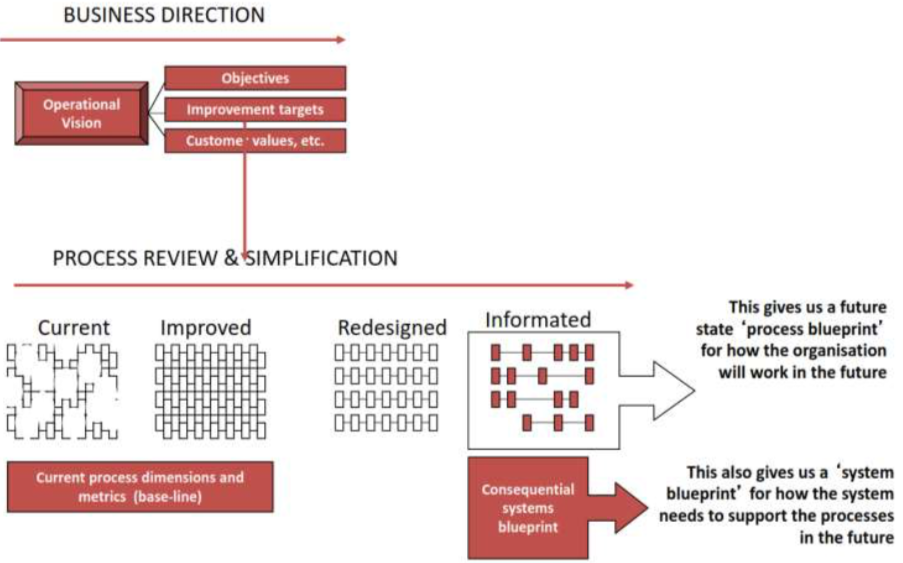 BUSINESS DIRECTION
Operational
Vision
Objectives
Improvement targets
Custome values, etc.
PROCESS REVIEW & SIMPLIFICATION
Current
Improved
Redesigned
Informated
This gives us a future
state ‘process blueprint’
for how the organisation
will work in the future
Current process dimensions and
metrics (base-line)
Consequential
systems
blueprint
This also gives us a ‘system
blueprint’ for how the system
needs to support the processes
in the future